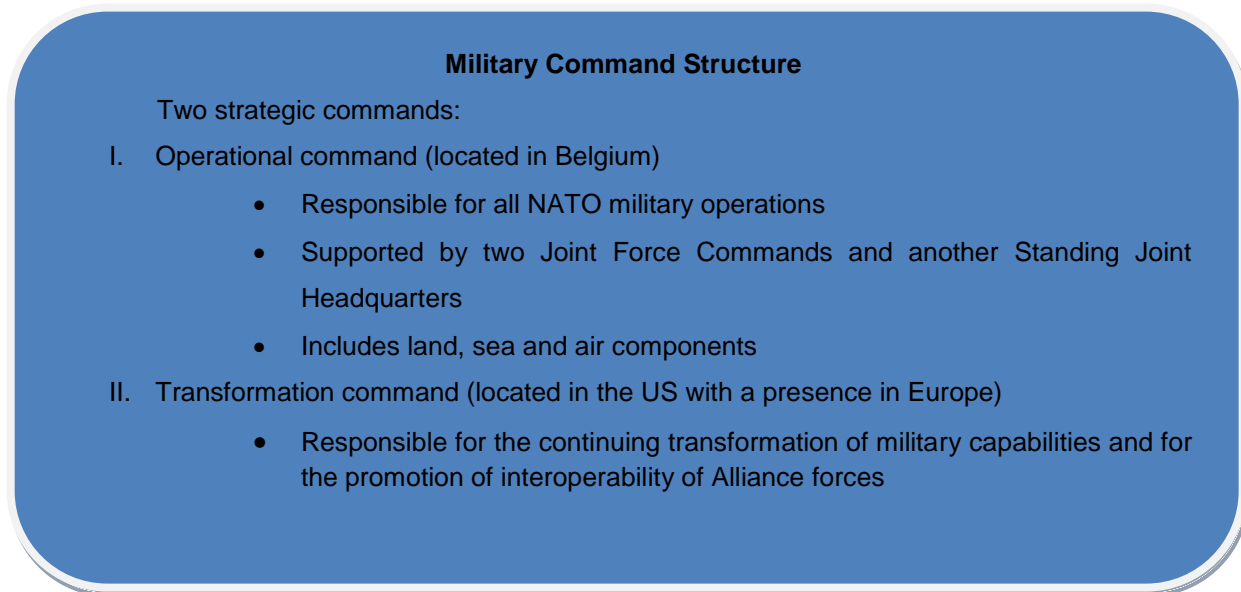 Military Command Structure
Two strategic commands:
I. Operational command (located in Belgium)
• Responsible for all NATO military operations
• Supported by two Joint Force Commands and another Standing Joint
Headquarters
• Includes land, sea and air components
II. Transformation command (located in the US with a presence in Europe)
• Responsible for the continuing transformation of military capabilities and for
the promotion of interoperability of Alliance forces